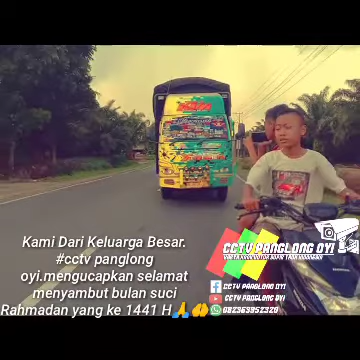 Kami Dari Keluarga Besar.
#cctv panglong
oyi.mengucapkan selamat
menyambut bulan suci
Rahmadan yang ke 1441 H🙏🤲
CCTV PANGLONG OYI
CCTV PANGLONG OYI
CCTV PANGLONG OYI